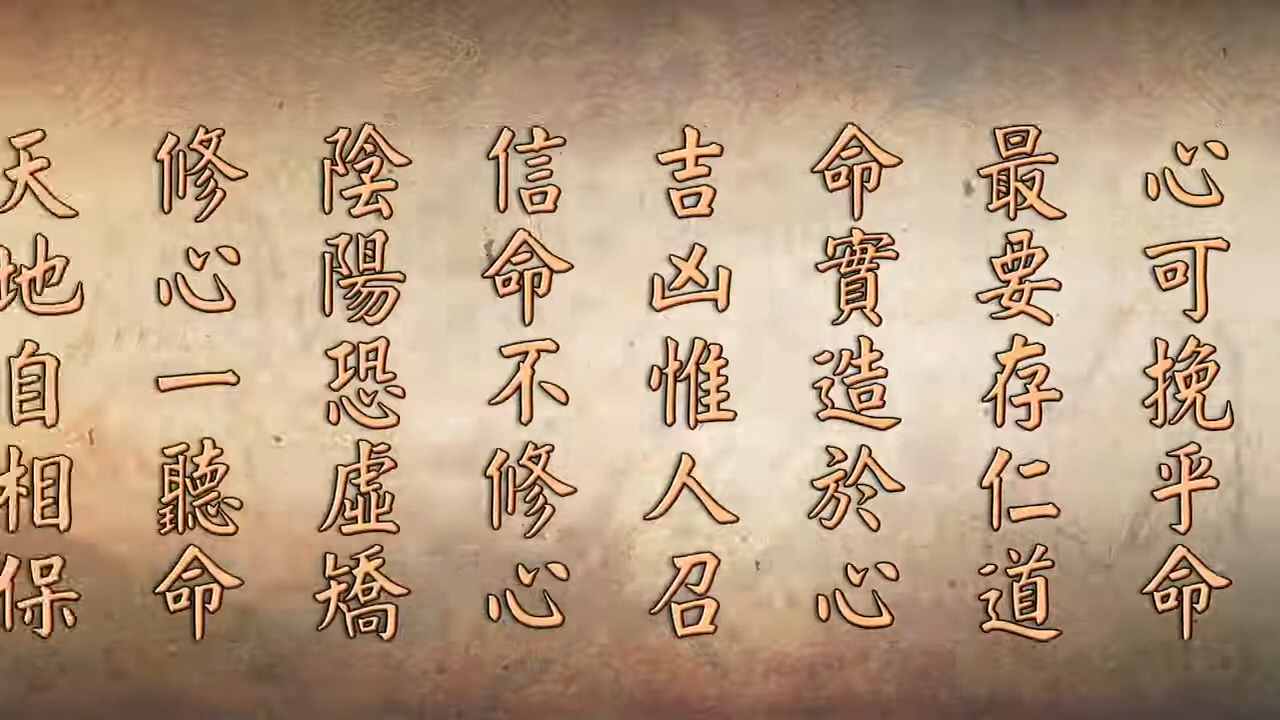 心可挽乎命
最要存仁道
命實造於心
吉凶惟人召
信命不修心
陰陽恐虛矯
修心一聽命
天地自相保